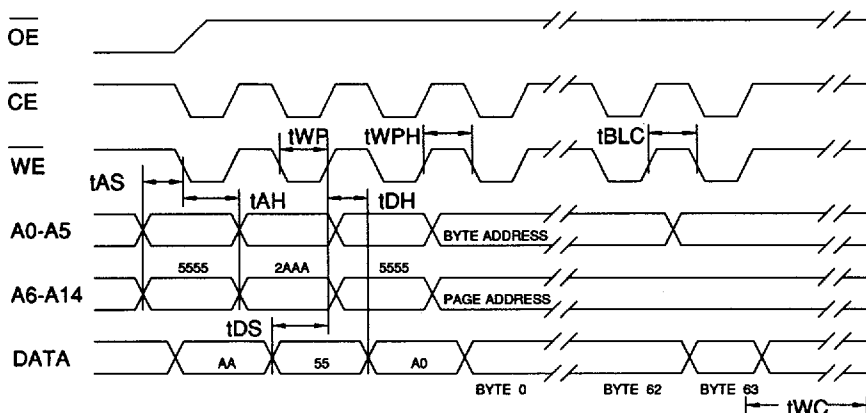 OE
CE
tWP tWPH tBLC
WE
tAS
tAH tDH
A0-A5 BYTE ADDRESS
5555 2AAA 5555
A6-A14 PAGE ADDRESS
tDS
DATA AA 55 A0
BYTE 0 BYTE 62 BYTE 63
tWC